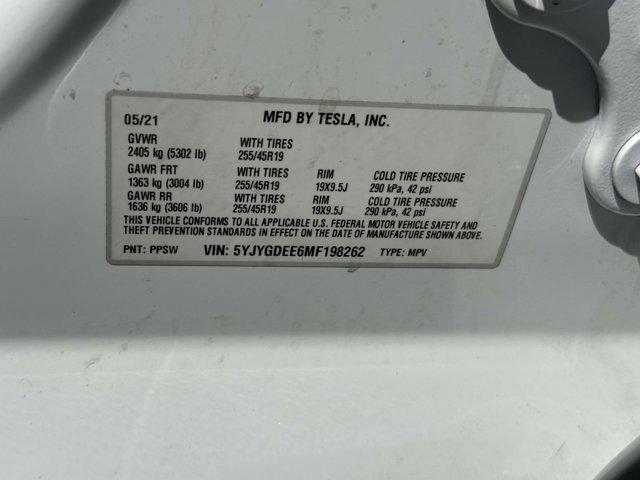 05/21 MFD BY TESLA, INC.
GVWR WITH TIRES
2405 kg (5302 lb) 255/45R19
GAWR FRT WITH TIRES RIM COLD TIRE PRESSURE
1363 kg (3004 lb) 255/45R19 19X9.5J 290 kPa, 42 psi
GAWR RR WITH TIRES RIM COLD TIRE PRESSURE
1636 kg (3606 lb) 255/45R19 19X9.5J 290 kPa, 42 psi
THIS VEHICLE CONFORMS TO ALL APPLICABLE U.S. FEDERAL MOTOR VEHICLE SAFETY AND
THEFT PREVENTION STANDARDS IN EFFECT ON THE DATE OF MANUFACTURE SHOWN ABOVE.
PNT: PPSW VIN: 5YJYGDEE6MF198262 TYPE: MPV